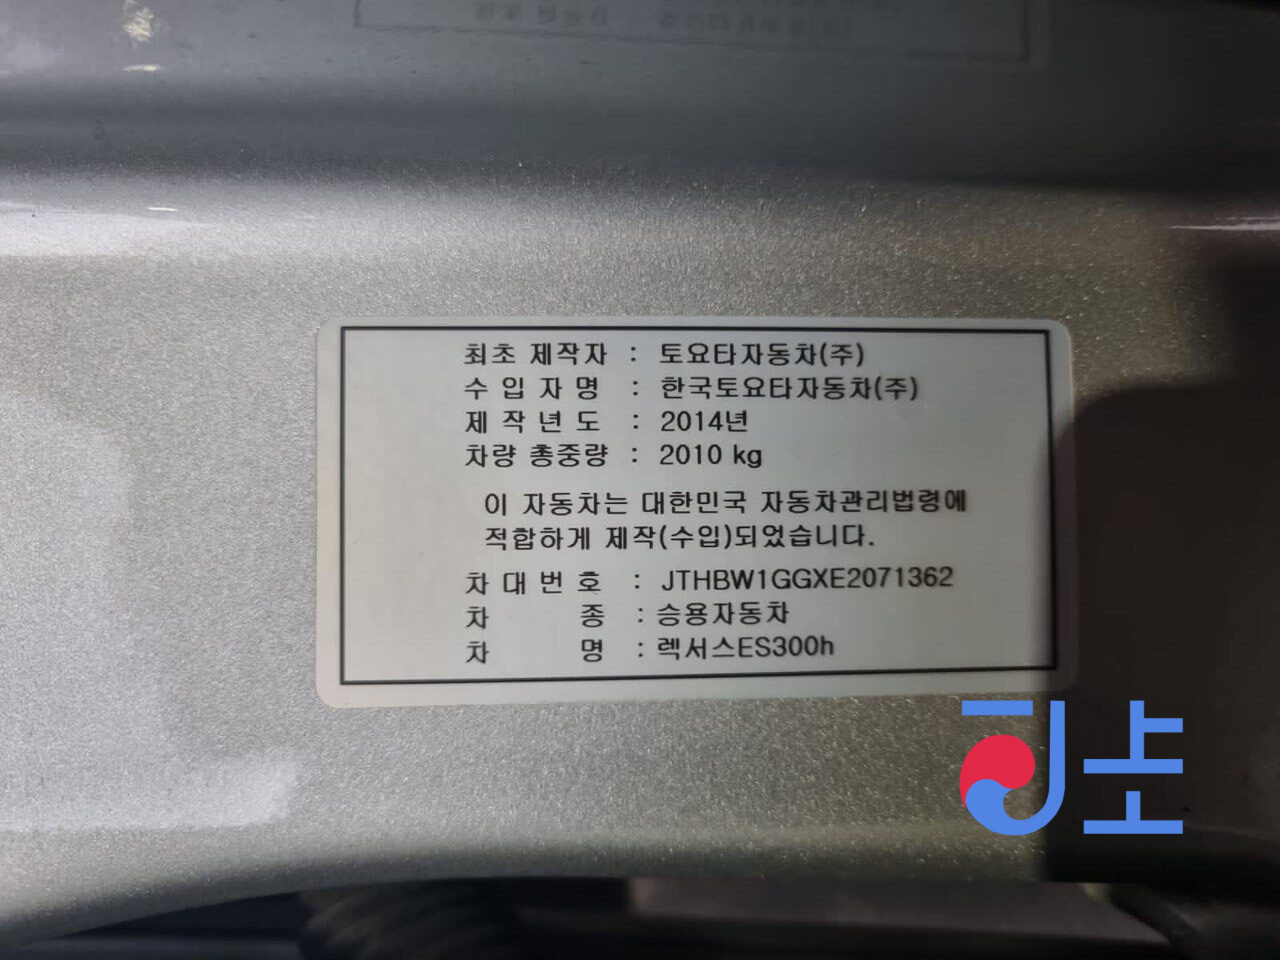 최초 제작자 : 토요타자동차(주)
수 입 자 명 : 한국토요타자동차(주)
제 작 년 도 : 2014년
차량 총중량 : 2010 kg
이 자동차는 대한민국 자동차관리법령에
적합하게 제작(수입)되었습니다.
차 대 번 호 : JTHBW1GGXE2071362
차 종 : 승용자동차
차 명 : 렉서스ES300h